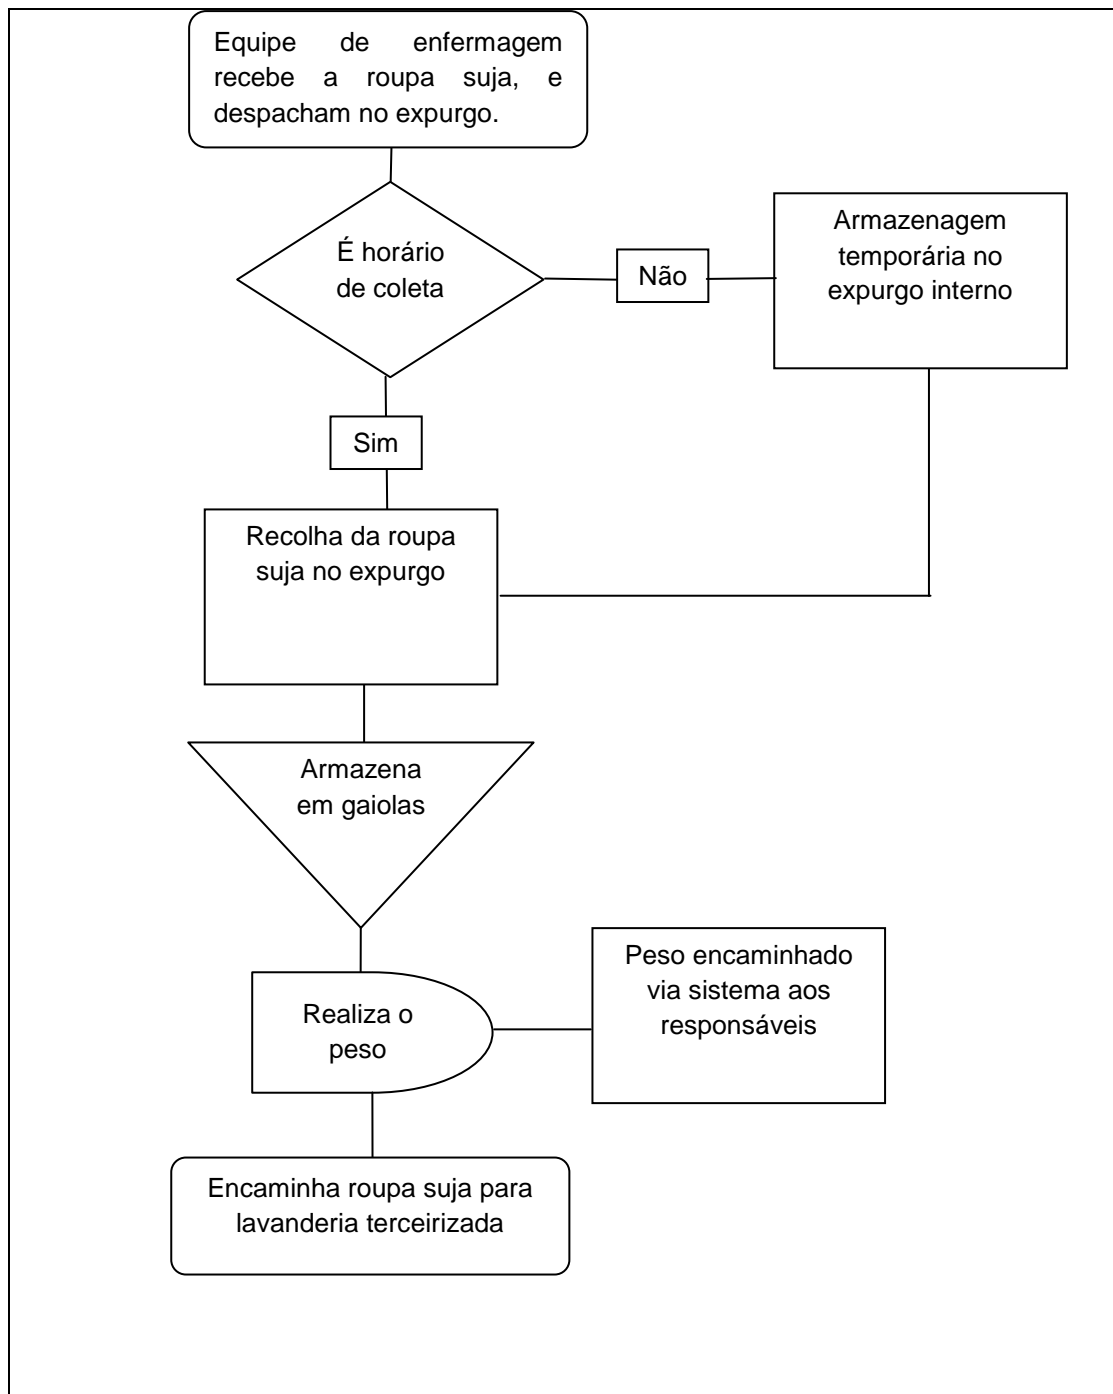 Equipe de enfermagem
recebe a roupa suja, e
despacham no expurgo.
É horário
de coleta
Não
Armazenagem
temporária no
expurgo interno
Sim
Recolha da roupa
suja no expurgo
Armazena
em gaiolas
Realiza o
peso
Peso encaminhado
via sistema aos
responsáveis
Encaminha roupa suja para
lavanderia terceirizada